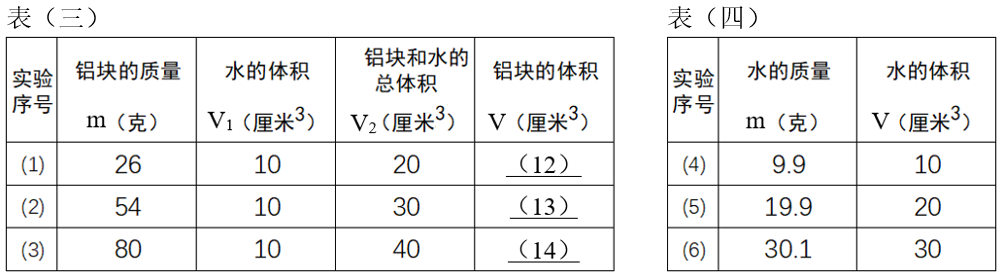 表（三）
实验序号 铝块的质量 m（克） 水的体积 V₁（厘米³） 铝块和水的总体积 V₂（厘米³） 铝块的体积 V（厘米³）
(1) 26 10 20 （12）
(2) 54 10 30 （13）
(3) 80 10 40 （14）
表（四）
实验序号 水的质量 m（克） 水的体积 V（厘米³）
(4) 9.9 10
(5) 19.9 20
(6) 30.1 30